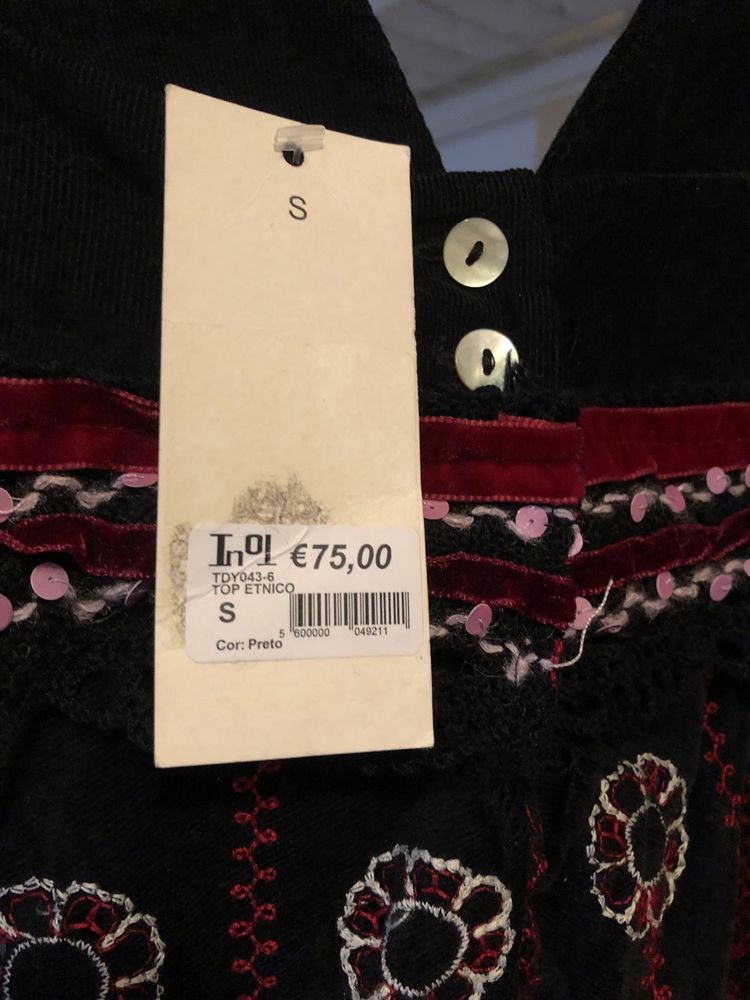 S
Inol €75,00
TDY043-6
TOP ETNICO
S
5 600000 049211
Cor: Preto